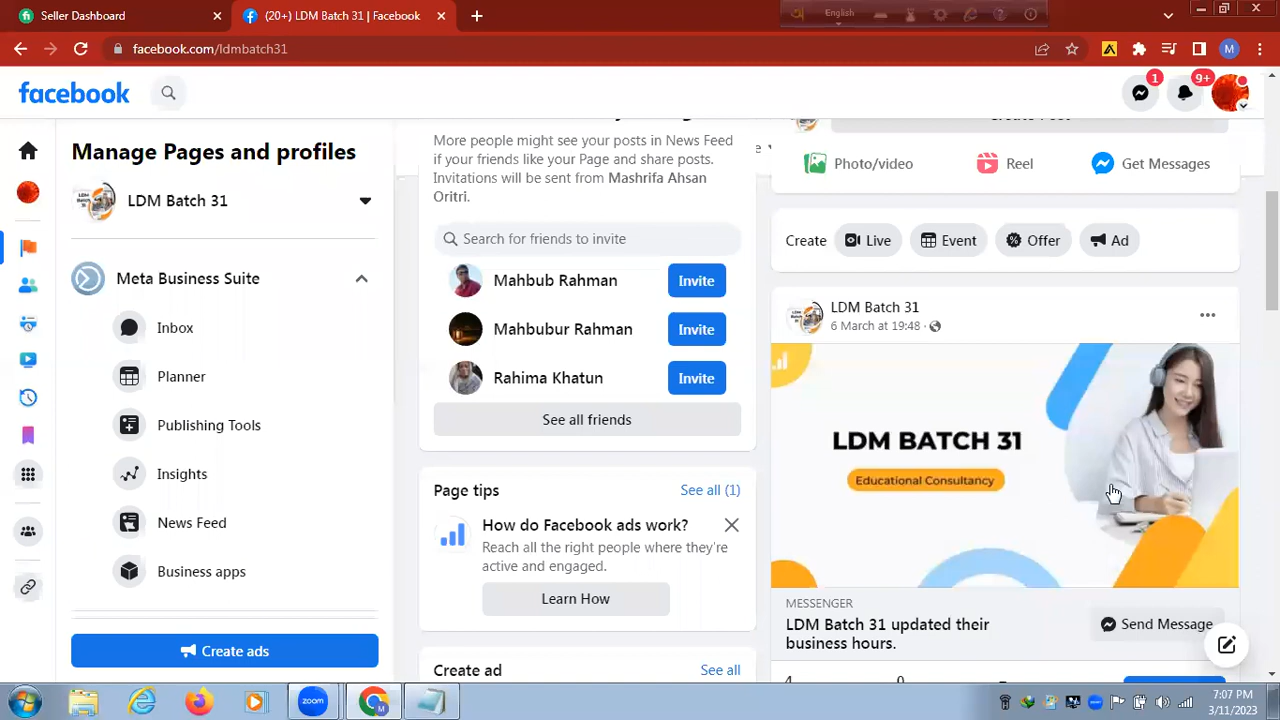 Seller Dashboard
(20+) LDM Batch 31 | Facebook
English
facebook.com/ldmbatch31
M
facebook
1
9+
Manage Pages and profiles
LDM Batch 31
Meta Business Suite
Inbox
Planner
Publishing Tools
Insights
News Feed
Business apps
Create ads
More people might see your posts in News Feed
if your friends like your Page and share posts.
Invitations will be sent from Mashrifa Ahsan
Oritri.
Search for friends to invite
Mahbub Rahman
Invite
Mahbubur Rahman
Invite
Rahima Khatun
Invite
See all friends
Page tips
See all (1)
How do Facebook ads work?
Reach all the right people where they're
active and engaged.
Learn How
Create ad
See all
Photo/video
Reel
Get Messages
Create
Live
Event
Offer
Ad
LDM Batch 31
6 March at 19:48
LDM BATCH 31
Educational Consultancy
MESSENGER
LDM Batch 31 updated their
business hours.
Send Message
zoom
7:07 PM
3/11/2023